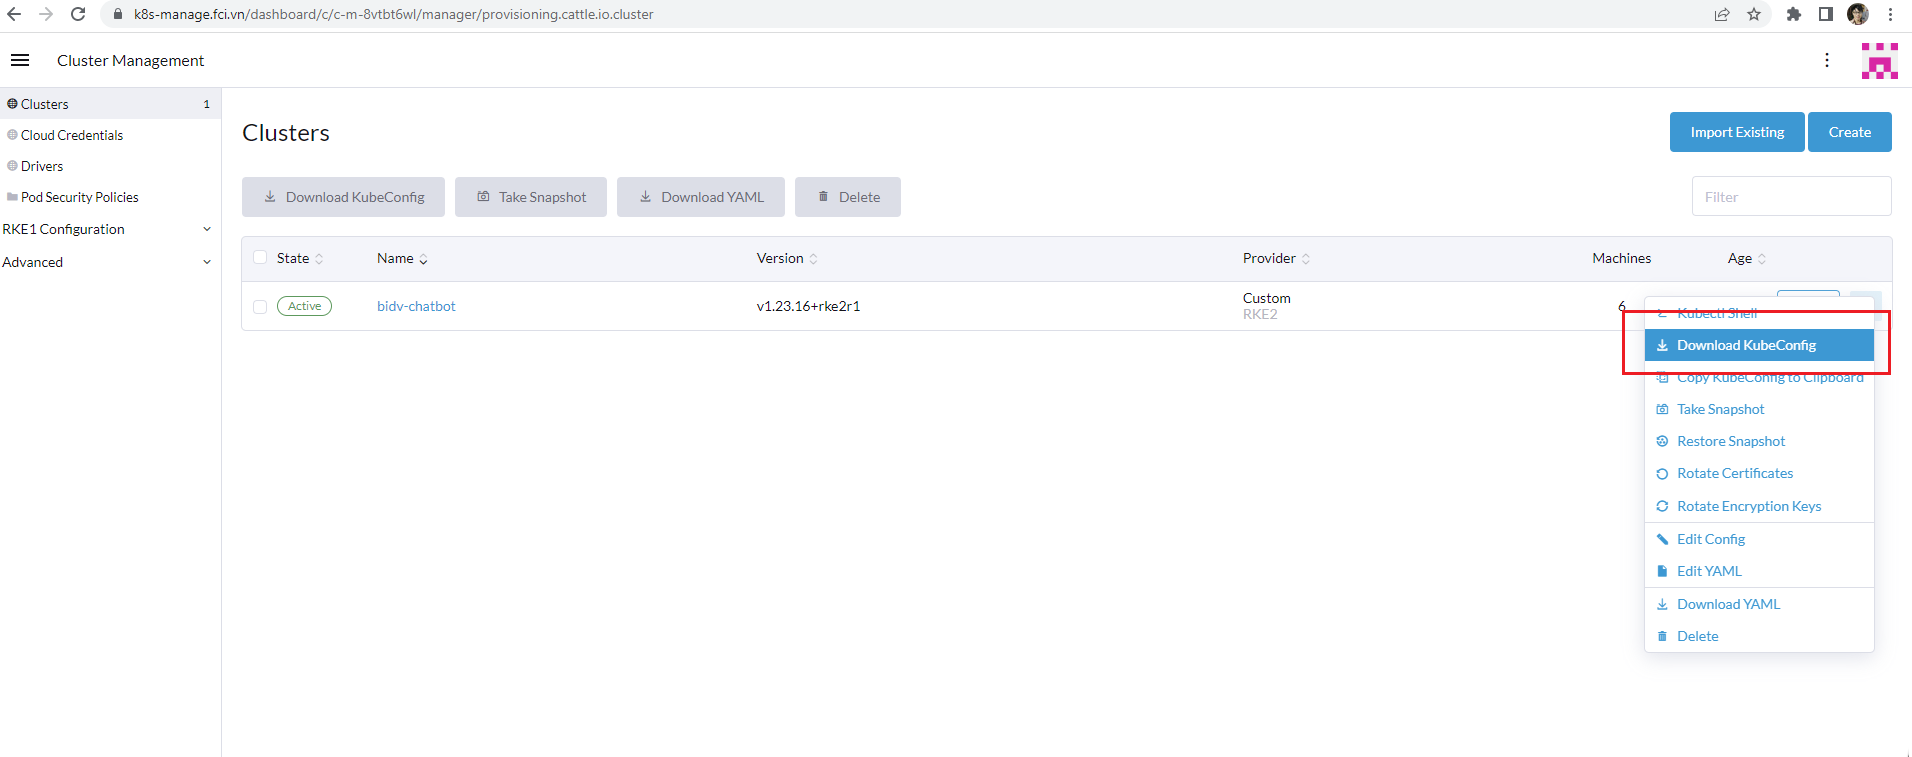 k8s-manage.fci.vn/dashboard/c/c-m-8vtbt6wl/manager/provisioning.cattle.io.cluster
Cluster Management
Clusters 1
Cloud Credentials
Drivers
Pod Security Policies
RKE1 Configuration
Advanced
Clusters
Import Existing Create
Download KubeConfig Take Snapshot Download YAML Delete
Filter
State Name Version Provider Machines Age
Active bidv-chatbot v1.23.16+rke2r1 Custom 6
RKE2
Kubectl Shell
Download KubeConfig
Copy KubeConfig to Clipboard
Take Snapshot
Restore Snapshot
Rotate Certificates
Rotate Encryption Keys
Edit Config
Edit YAML
Download YAML
Delete